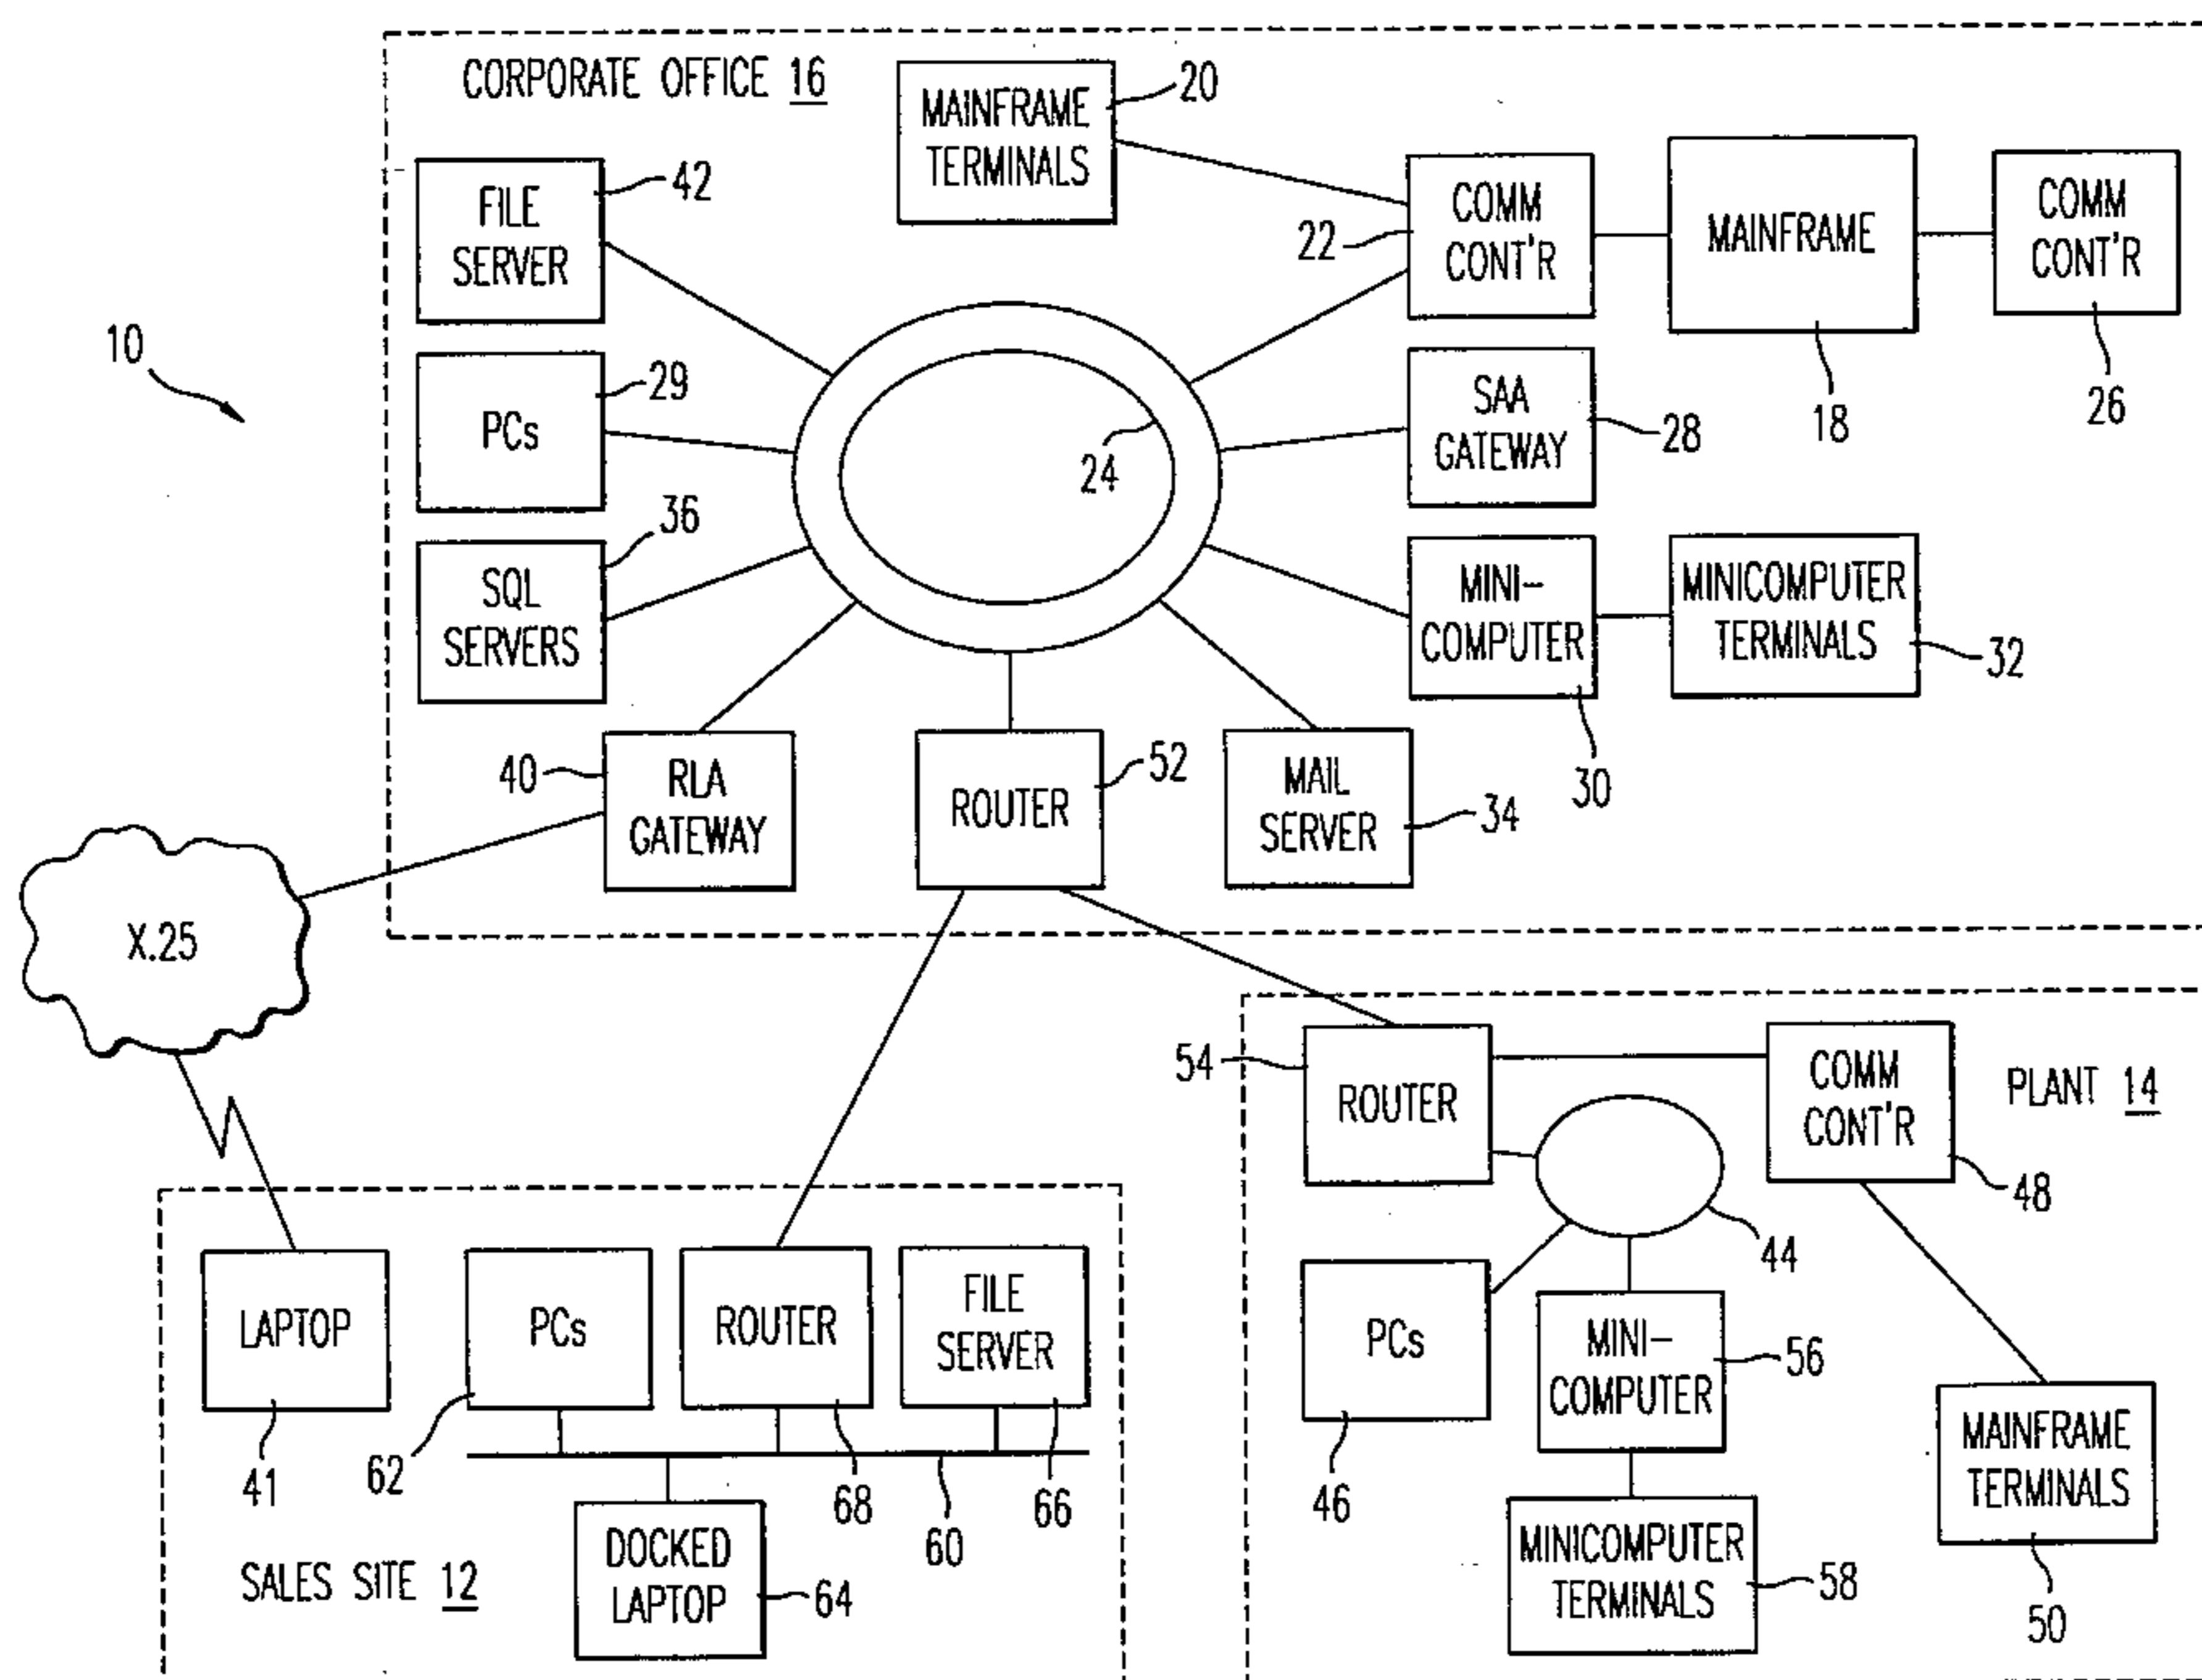 CORPORATE OFFICE 16
MAINFRAME
TERMINALS
20
FILE
SERVER
42
COMM
CONT'R
22
MAINFRAME
18
COMM
CONT'R
26
10
PCs
29
24
SAA
GATEWAY
28
SQL
SERVERS
36
MINI-
COMPUTER
30
MINICOMPUTER
TERMINALS
32
40
RLA
GATEWAY
ROUTER
52
MAIL
SERVER
34
X.25
54
ROUTER
COMM
CONT'R
48
PLANT 14
44
LAPTOP
41
PCs
62
ROUTER
68
FILE
SERVER
66
60
DOCKED
LAPTOP
64
SALES SITE 12
PCs
46
MINI-
COMPUTER
56
MINICOMPUTER
TERMINALS
58
MAINFRAME
TERMINALS
50